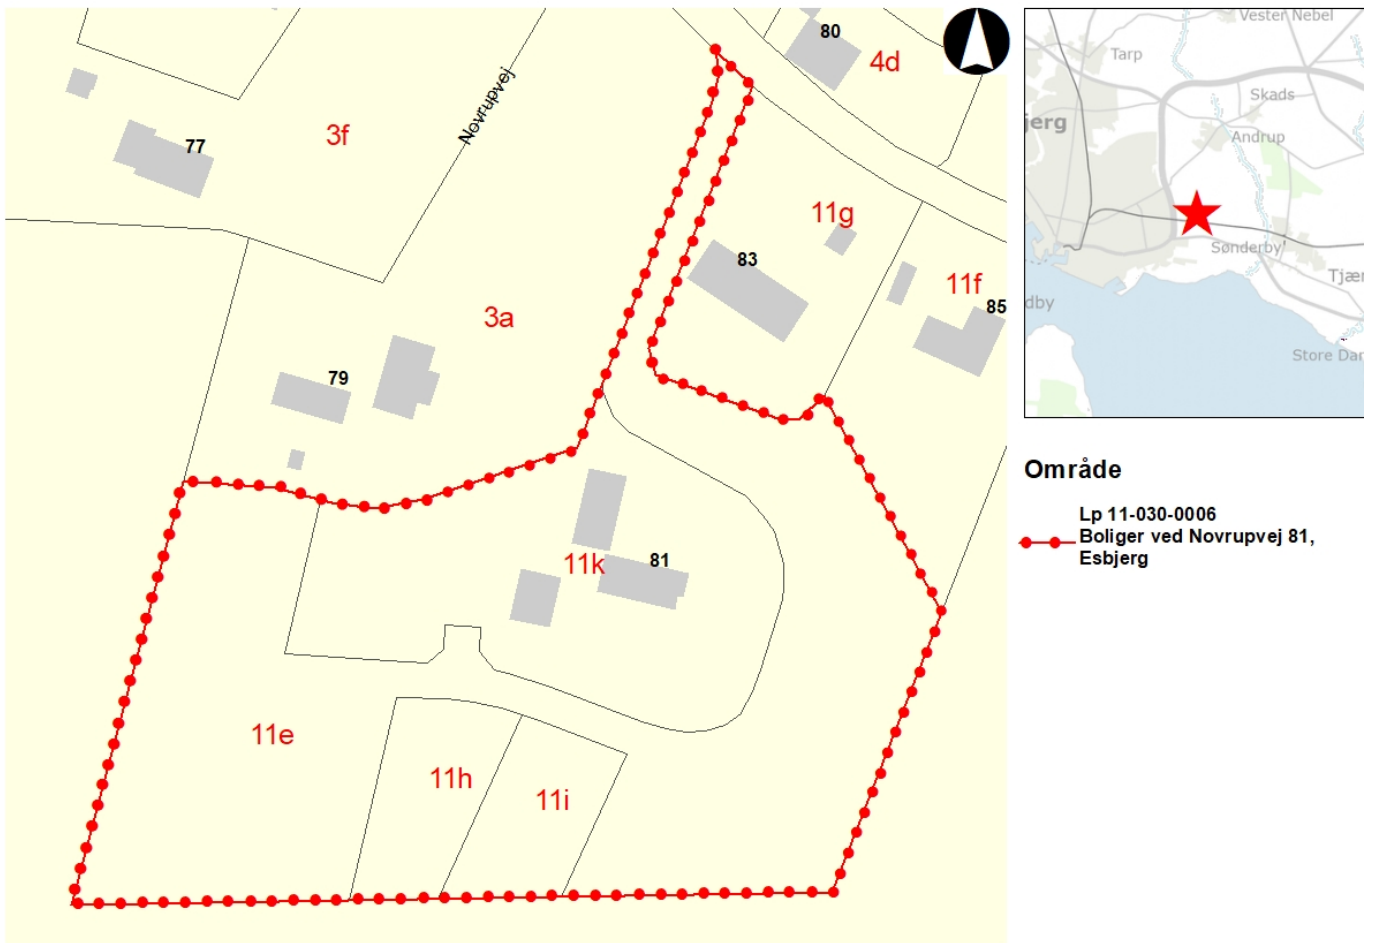 80
4d
77
3f
Novrupvej
11g
83
11f
85
3a
79
11k
81
11e
11h
11i
Vester Nebel
Tarp
Skads
jerg
Andrup
Sønderby
Tjær
dby
Store Dar
Område
Lp 11-030-0006
Boliger ved Novrupvej 81,
Esbjerg